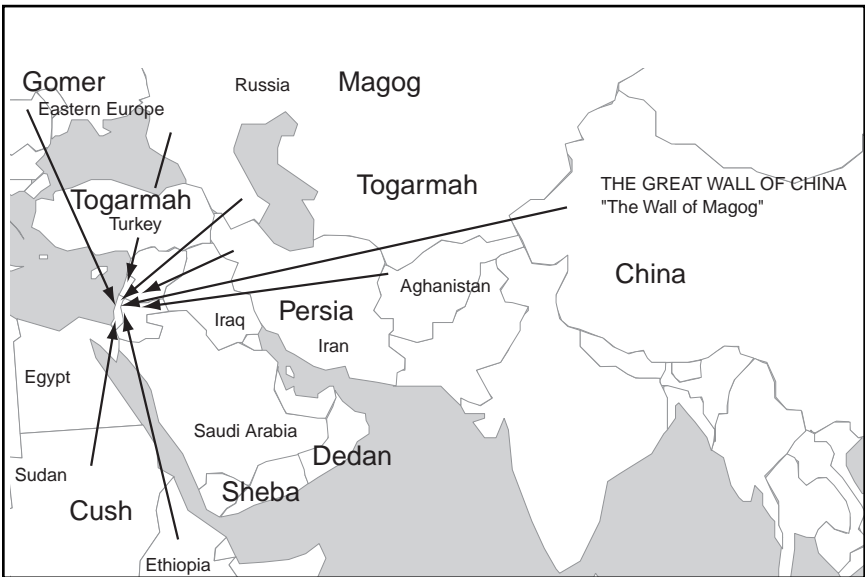 Gomer
Russia
Magog
Eastern Europe
Togarmah
Togarmah
THE GREAT WALL OF CHINA
"The Wall of Magog"
Turkey
China
Aghanistan
Persia
Iraq
Iran
Egypt
Saudi Arabia
Dedan
Sudan
Sheba
Cush
Ethiopia